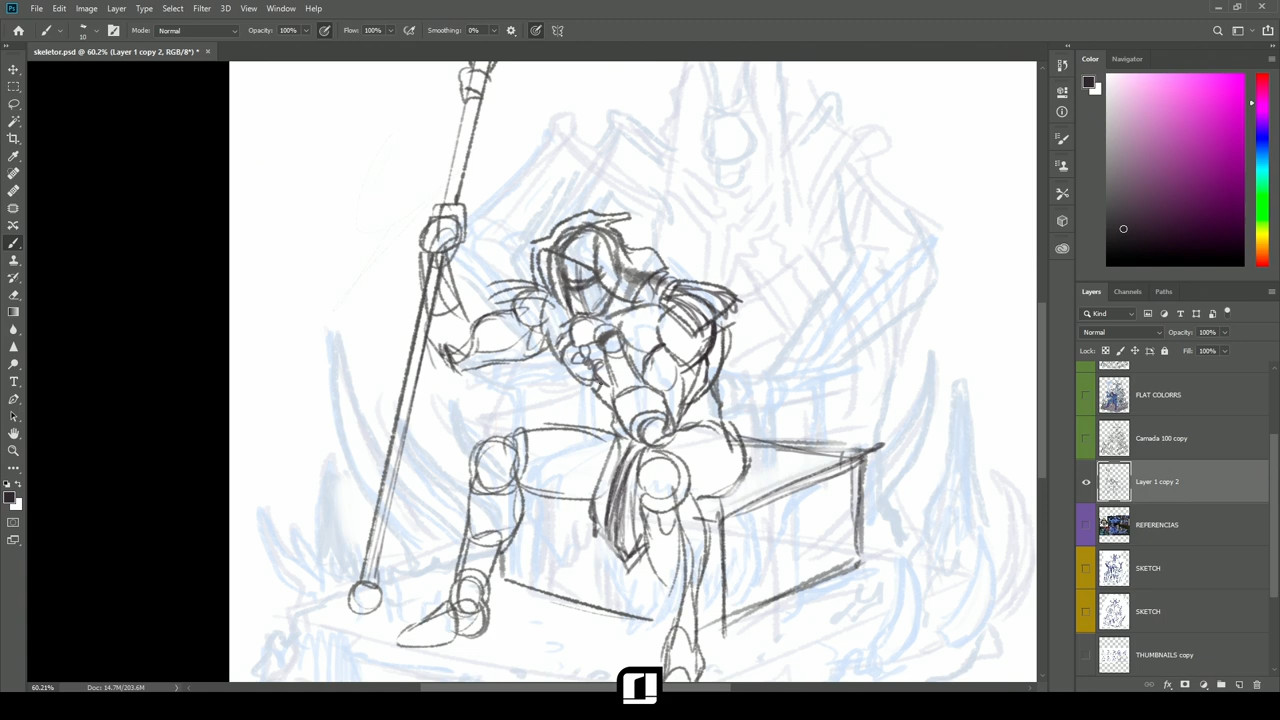 File Edit Image Layer Type Select Filter 3D View Window Help
10 Mode: Normal Opacity: 100% Flow: 100% Smoothing: 0%
skeletor.psd @ 60.2% (Layer 1 copy 2, RGB/8*) * ×
Color Navigator
Layers Channels Paths
Kind
Normal Opacity: 100%
Lock: Fill: 100%
FLAT COLORRS
Camada 100 copy
Layer 1 copy 2
REFERENCIAS
SKETCH
SKETCH
THUMBNAILS copy
60.21% Doc: 14.7M/203.6M